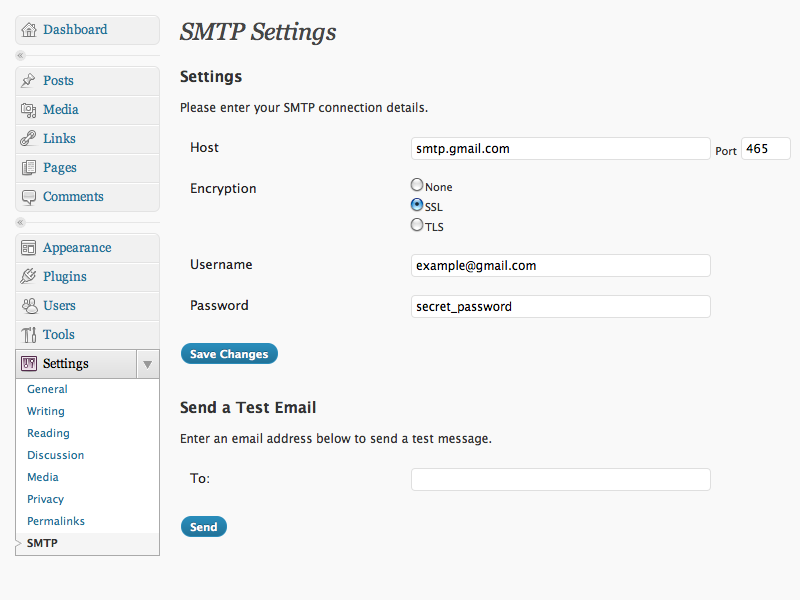 Dashboard
Posts
Media
Links
Pages
Comments
Appearance
Plugins
Users
Tools
Settings
General
Writing
Reading
Discussion
Media
Privacy
Permalinks
SMTP
SMTP Settings
Settings
Please enter your SMTP connection details.
Host smtp.gmail.com Port 465
Encryption None
SSL
TLS
Username example@gmail.com
Password secret_password
Save Changes
Send a Test Email
Enter an email address below to send a test message.
To:
Send